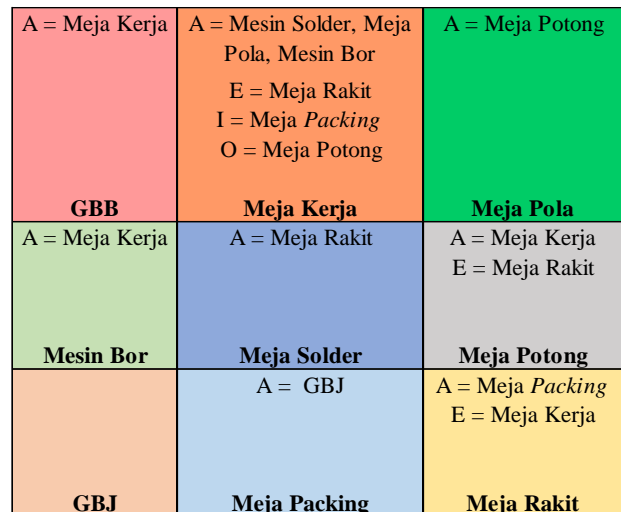 A = Meja Kerja
GBB
A = Mesin Solder, Meja
Pola, Mesin Bor
E = Meja Rakit
I = Meja Packing
O = Meja Potong
Meja Kerja
A = Meja Potong
Meja Pola
A = Meja Kerja
Mesin Bor
A = Meja Rakit
Meja Solder
A = Meja Kerja
E = Meja Rakit
Meja Potong
GBJ
A = GBJ
Meja Packing
A = Meja Packing
E = Meja Kerja
Meja Rakit